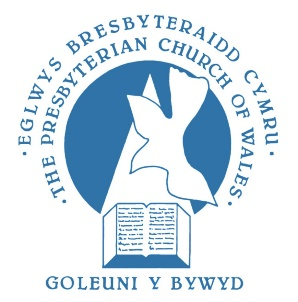 · EGLWYS BRESBYTERAIDD CYMRU ·
· THE PRESBYTERIAN CHURCH OF WALES ·
GOLEUNI Y BYWYD